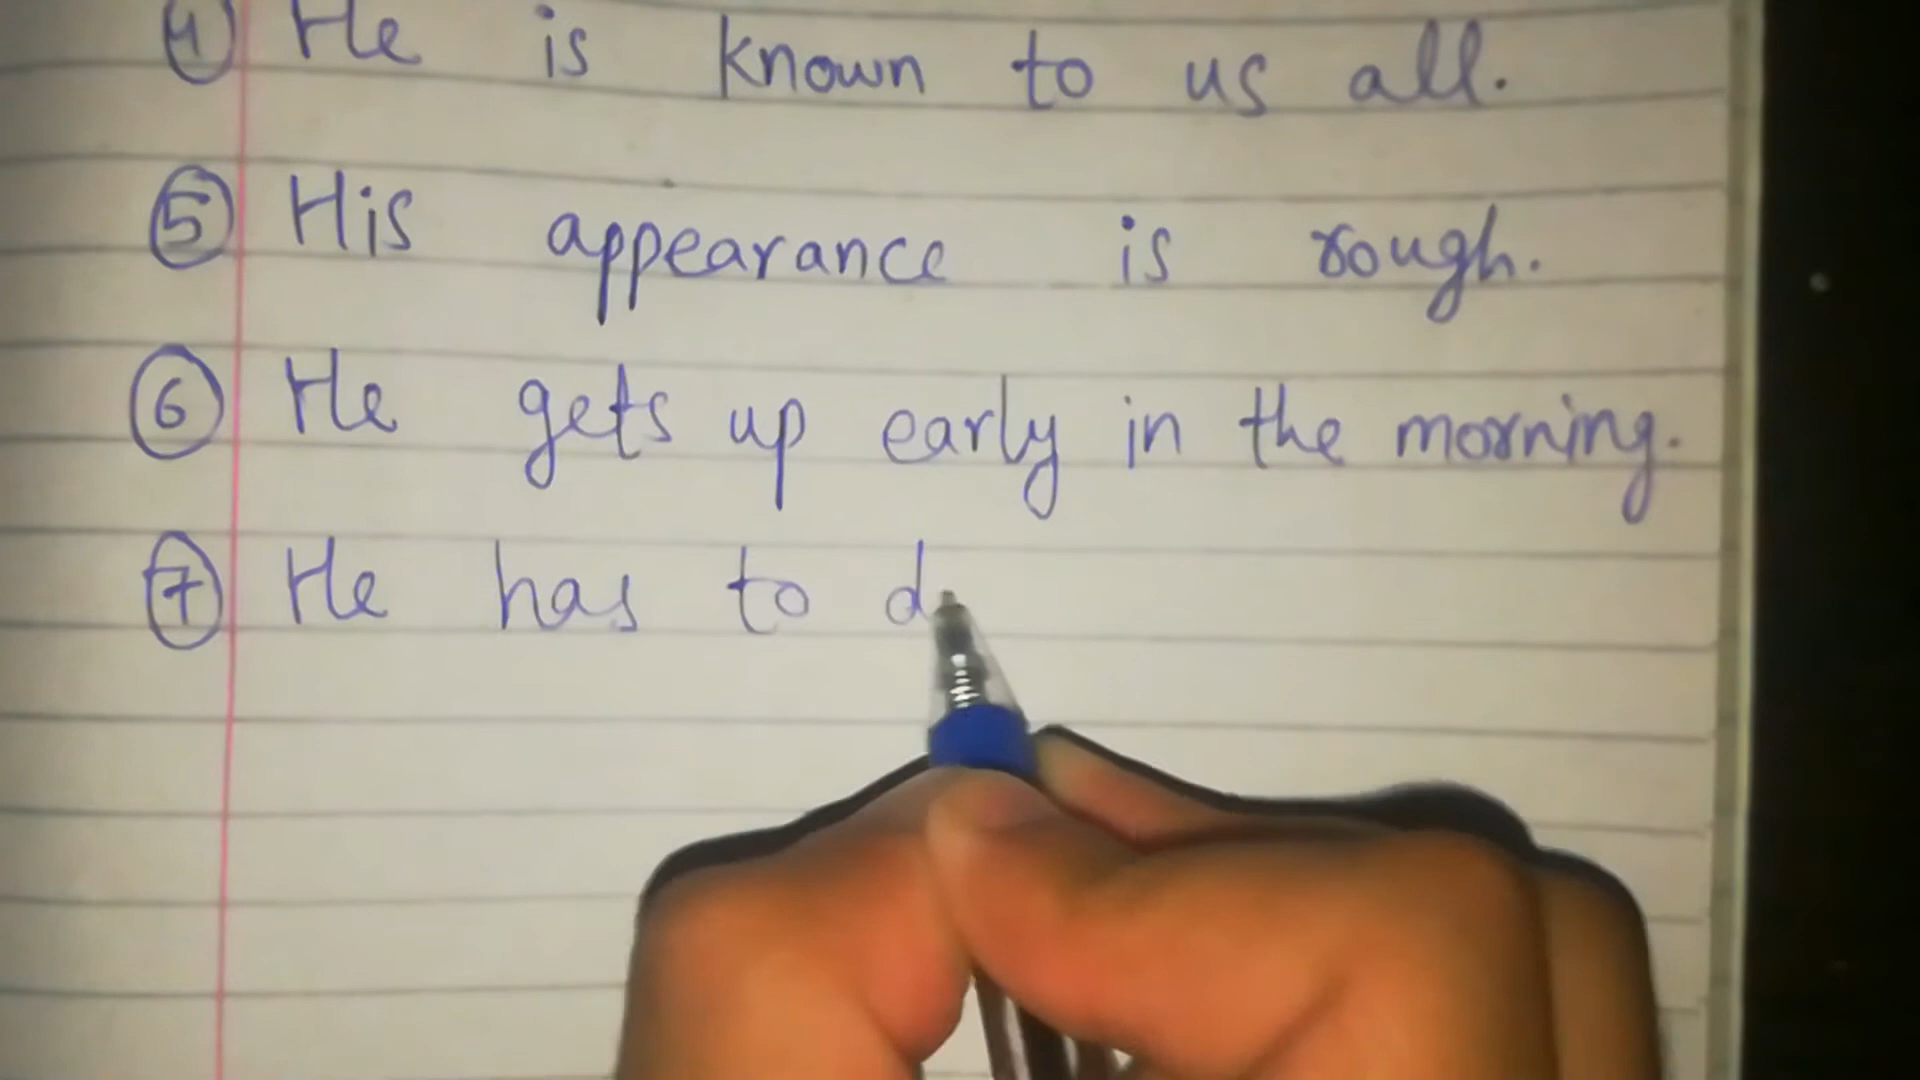 4 He is known to us all.
5 His appearance is rough.
6 He gets up early in the morning.
7 He has to d